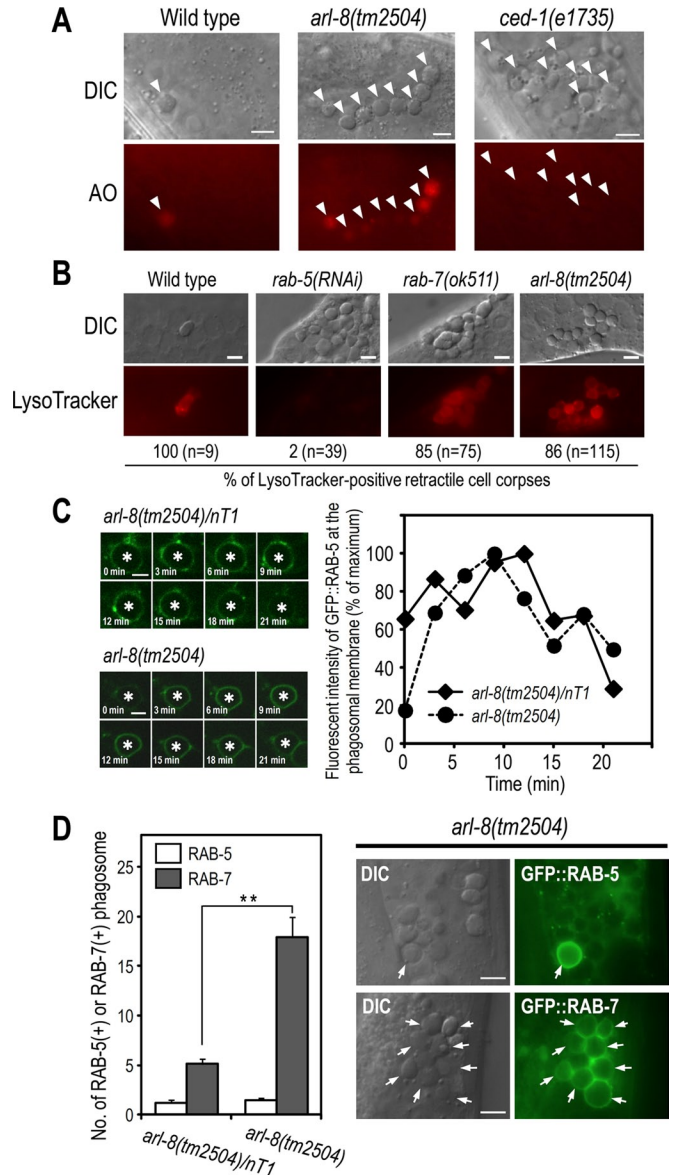 A
Wild type
arl-8(tm2504)
ced-1(e1735)
DIC
AO
B
Wild type
rab-5(RNAi)
rab-7(ok511)
arl-8(tm2504)
DIC
LysoTracker
100 (n=9)
2 (n=39)
85 (n=75)
86 (n=115)
% of LysoTracker-positive retractile cell corpses
C
arl-8(tm2504)/nT1
0 min
3 min
6 min
9 min
12 min
15 min
18 min
21 min
arl-8(tm2504)
0 min
3 min
6 min
9 min
12 min
15 min
18 min
21 min
Fluorescent intensity of GFP::RAB-5 at the
phagosomal membrane (% of maximum)
100
80
60
40
20
0
arl-8(tm2504)/nT1
arl-8(tm2504)
0
5
10
15
20
Time (min)
D
No. of RAB-5(+) or RAB-7(+) phagosome
25
20
15
10
5
0
RAB-5
RAB-7
**
arl-8(tm2504)/nT1
arl-8(tm2504)
arl-8(tm2504)
DIC
GFP::RAB-5
DIC
GFP::RAB-7